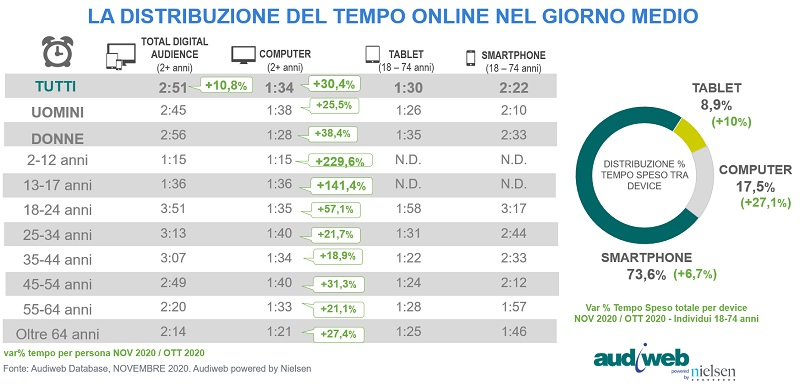 LA DISTRIBUZIONE DEL TEMPO ONLINE NEL GIORNO MEDIO
TOTAL DIGITAL AUDIENCE (2+ anni) COMPUTER (2+ anni) TABLET (18 – 74 anni) SMARTPHONE (18 – 74 anni)
TUTTI 2:51 +10,8% 1:34 +30,4% 1:30 2:22
UOMINI 2:45 1:38 +25,5% 1:26 2:10
DONNE 2:56 1:28 +38,4% 1:35 2:33
2-12 anni 1:15 1:15 +229,6% N.D. N.D.
13-17 anni 1:36 1:36 +141,4% N.D. N.D.
18-24 anni 3:51 1:35 +57,1% 1:58 3:17
25-34 anni 3:13 1:40 +21,7% 1:31 2:44
35-44 anni 3:07 1:34 +18,9% 1:22 2:33
45-54 anni 2:49 1:40 +31,3% 1:24 2:12
55-64 anni 2:20 1:33 +21,1% 1:28 1:57
Oltre 64 anni 2:14 1:21 +27,4% 1:25 1:46
var% tempo per persona NOV 2020 / OTT 2020
Fonte: Audiweb Database, NOVEMBRE 2020. Audiweb powered by Nielsen
TABLET
8,9%
(+10%)
DISTRIBUZIONE %
TEMPO SPESO TRA
DEVICE
COMPUTER
17,5%
(+27,1%)
SMARTPHONE
73,6% (+6,7%)
Var % Tempo Speso totale per device
NOV 2020 / OTT 2020 - Individui 18-74 anni
audiweb
powered by nielsen